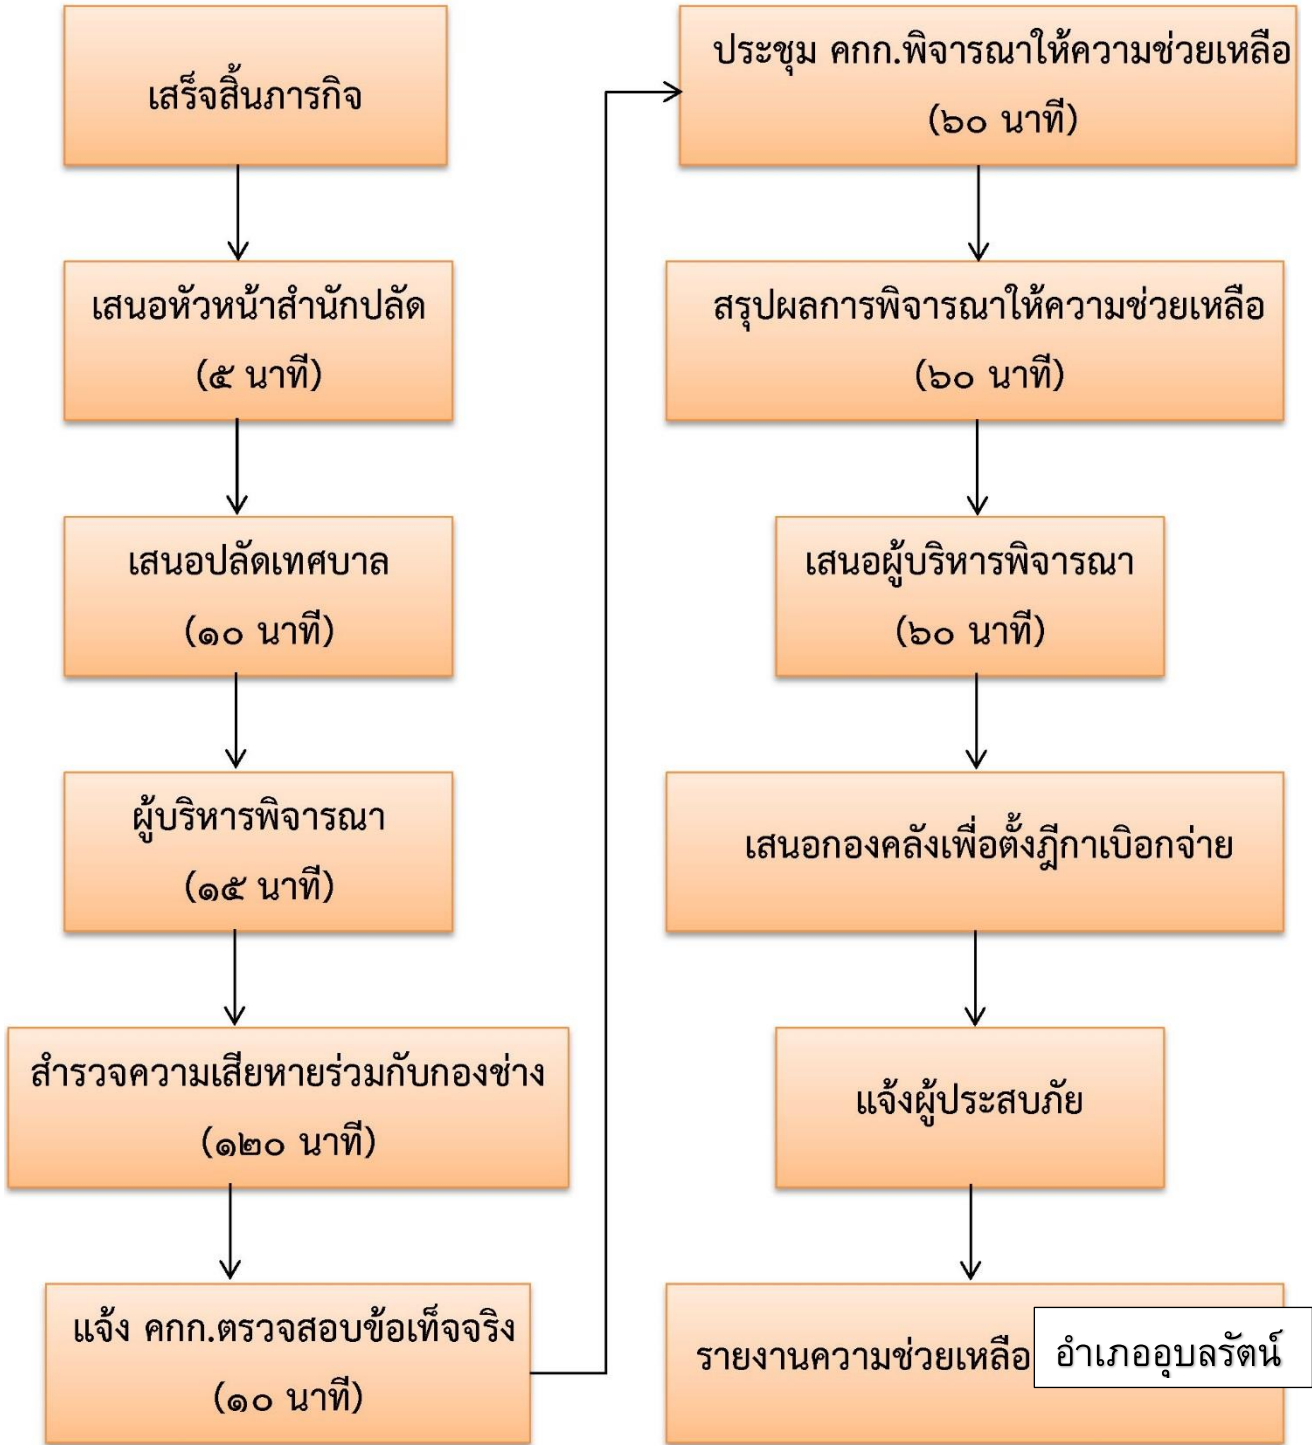 เสร็จสิ้นภารกิจ
เสนอหัวหน้าสำนักปลัด
(๕ นาที)
เสนอปลัดเทศบาล
(๑๐ นาที)
ผู้บริหารพิจารณา
(๑๕ นาที)
สำรวจความเสียหายร่วมกับกองช่าง
(๑๒๐ นาที)
แจ้ง คกก.ตรวจสอบข้อเท็จจริง
(๑๐ นาที)
ประชุม คกก.พิจารณาให้ความช่วยเหลือ
(๖๐ นาที)
สรุปผลการพิจารณาให้ความช่วยเหลือ
(๖๐ นาที)
เสนอผู้บริหารพิจารณา
(๖๐ นาที)
เสนอกองคลังเพื่อตั้งฎีกาเบิอกจ่าย
แจ้งผู้ประสบภัย
รายงานความช่วยเหลือ อำเภออุบลรัตน์